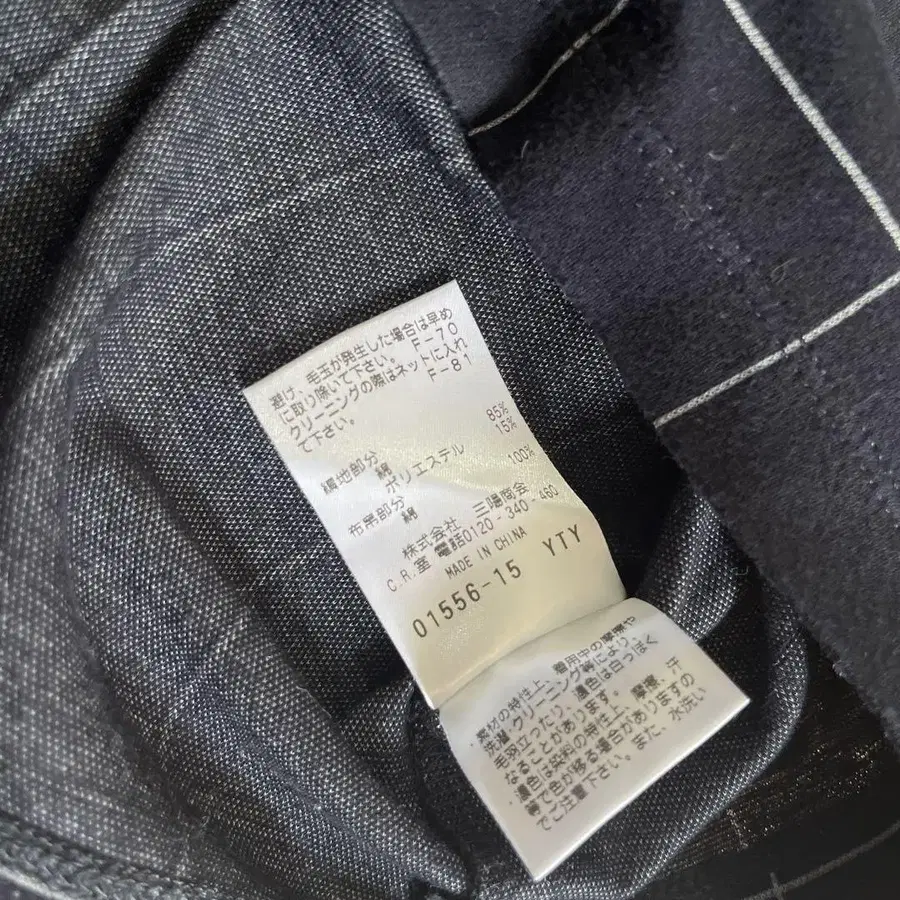 避け、毛玉が発生した場合は早め
に取り除いて下さい。 F-70
クリーニングの際はネットに入れ
て下さい。 F-81
編地部分
綿 85%
ポリエステル 15%
布帛部分
綿 100%
株式会社 三陽商会
C.R.室 電話0120-340-460
MADE IN CHINA
01556-15 YTY
・素材の特性上、着用中の摩擦や
洗濯クリーニング等により、
毛羽立ったり、濃色は白っぽく
なることがあります。
・濃色は染料の特性上、摩擦、汗
等で色が移る場合がありますの
でご注意下さい。また、水洗い